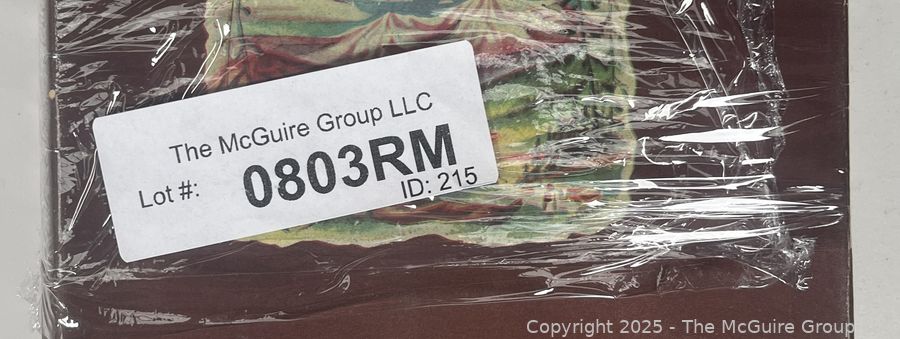 The McGuire Group LLC
Lot #: 0803RM
ID: 215
Copyright 2025 - The McGuire Group